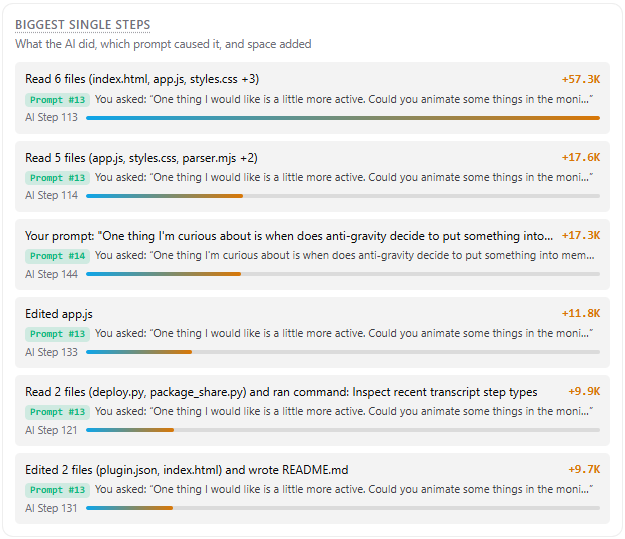 BIGGEST SINGLE STEPS
What the AI did, which prompt caused it, and space added
Read 6 files (index.html, app.js, styles.css +3) +57.3K
Prompt #13 You asked: “One thing I would like is a little more active. Could you animate some things in the moni...”
AI Step 113
Read 5 files (app.js, styles.css, parser.mjs +2) +17.6K
Prompt #13 You asked: “One thing I would like is a little more active. Could you animate some things in the moni...”
AI Step 114
Your prompt: "One thing I'm curious about is when does anti-gravity decide to put something into... +17.3K
Prompt #14 You asked: “One thing I'm curious about is when does anti-gravity decide to put something into mem...
AI Step 144
Edited app.js +11.8K
Prompt #13 You asked: “One thing I would like is a little more active. Could you animate some things in the moni...”
AI Step 133
Read 2 files (deploy.py, package_share.py) and ran command: Inspect recent transcript step types +9.9K
Prompt #13 You asked: “One thing I would like is a little more active. Could you animate some things in the moni...”
AI Step 121
Edited 2 files (plugin.json, index.html) and wrote README.md +9.7K
Prompt #13 You asked: “One thing I would like is a little more active. Could you animate some things in the moni...”
AI Step 131